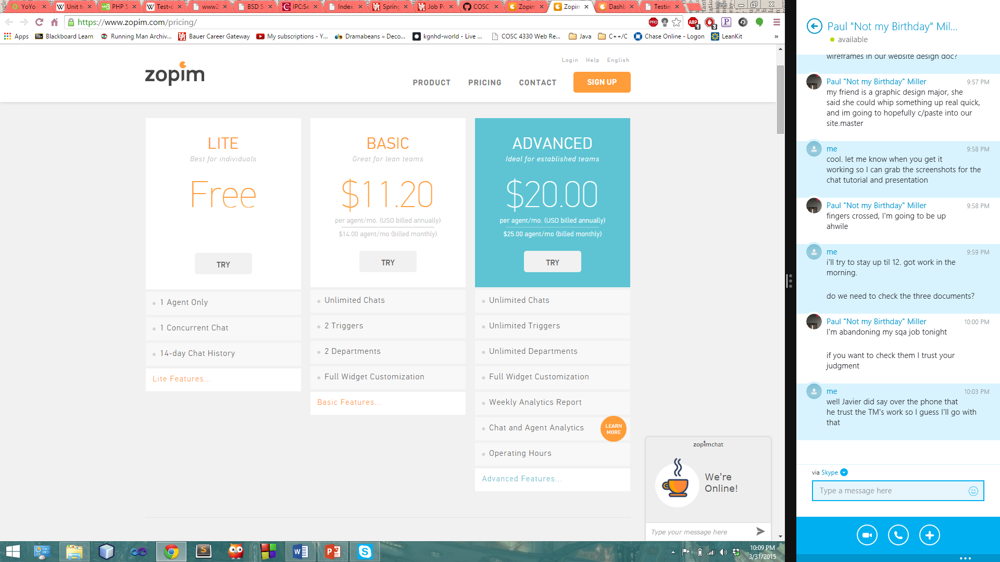 YoYo
Unit te
PHP 5
Test-d
www2
BSD S
IPC:Se
Index
Spring
Job Po
COSC
Zopim
Zopim
Dashb
Testin
Linh
https://www.zopim.com/pricing/
PRO
ABP
1
3
Apps
Blackboard Learn
Running Man Archiv...
Bauer Career Gateway
My subscriptions - Y...
Dramabeans » Deco...
kgnhd-world - Live ...
COSC 4330 Web Re...
Java
C++/C
Chase Online - Logon
LeanKit
»
Login Help English
zopim
PRODUCT PRICING CONTACT SIGN UP
LITE
Best for individuals
Free
TRY
1 Agent Only
1 Concurrent Chat
14-day Chat History
Lite Features...
BASIC
Great for lean teams
$11.20
per agent/mo. (USD billed annually)
$14.00 agent/mo (billed monthly)
TRY
Unlimited Chats
2 Triggers
2 Departments
Full Widget Customization
Basic Features...
ADVANCED
Ideal for established teams
$20.00
per agent/mo. (USD billed annually)
$25.00 agent/mo (billed monthly)
TRY
Unlimited Chats
Unlimited Triggers
Unlimited Departments
Full Widget Customization
Weekly Analytics Report
Chat and Agent Analytics
LEARN
MORE
Operating Hours
Advanced Features...
zopimchat
We're
Online!
Type your message here
10:09 PM
3/31/2015
Paul "Not my Birthday" Mil...
available
wireframes in our website design doc?
Paul "Not my Birthday" Miller 9:57 PM
my friend is a graphic design major, she
said she could whip something up real quick,
and im going to hopefully c/paste into our
site.master
me 9:58 PM
cool. let me know when you get it
working so I can grab the screenshots for the
chat tutorial and presentation
Paul "Not my Birthday" Miller 9:58 PM
fingers crossed, I'm going to be up
ahwile
me 9:59 PM
i'll try to stay up til 12. got work in the
morning.
do we need to check the three documents?
Paul "Not my Birthday" Miller 10:00 PM
I'm abandoning my sqa job tonight
if you want to check them I trust your
judgment
me 10:03 PM
well Javier did say over the phone that
he trust the TM's work so I guess I'll go with
that
via Skype
Type a message here